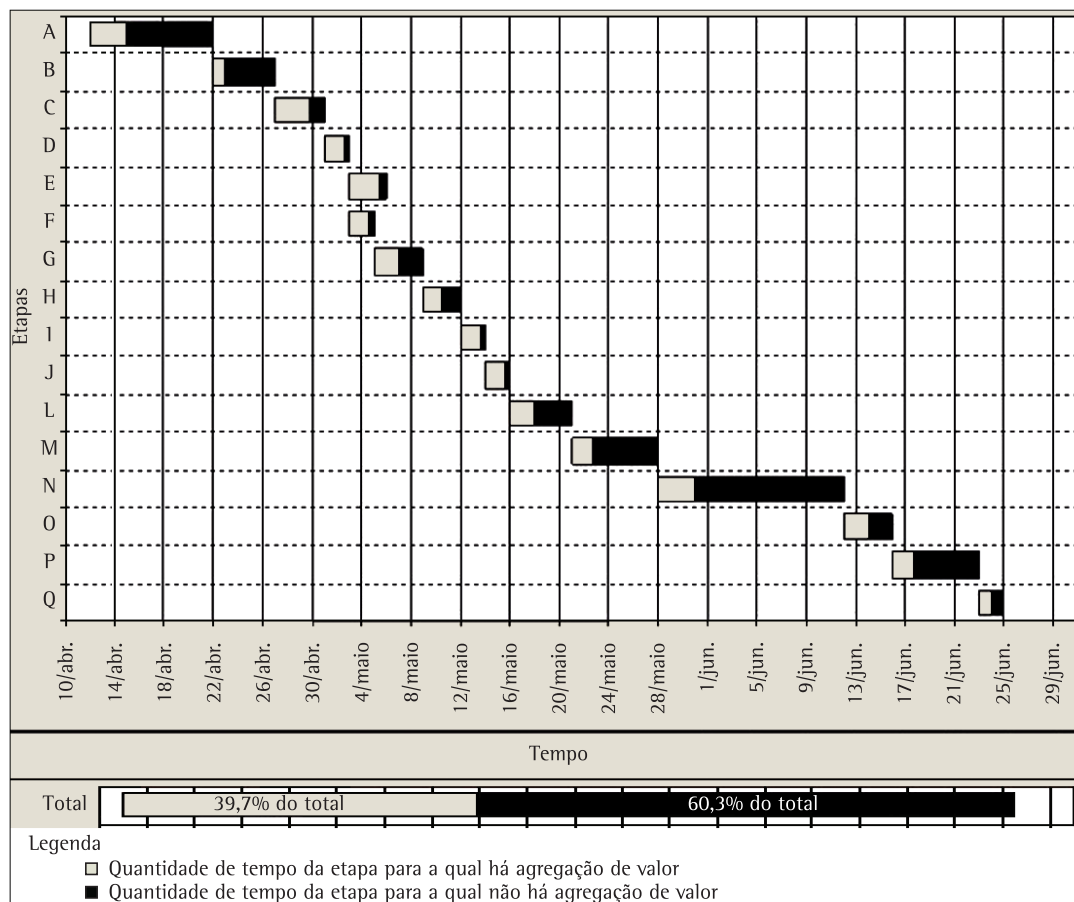 Etapas
A
B
C
D
E
F
G
H
I
J
L
M
N
O
P
Q
10/abr.
14/abr.
18/abr.
22/abr.
26/abr.
30/abr.
4/maio
8/maio
12/maio
16/maio
20/maio
24/maio
28/maio
1/jun.
5/jun.
9/jun.
13/jun.
17/jun.
21/jun.
25/jun.
29/jun.
Tempo
Total 39,7% do total 60,3% do total
Legenda
Quantidade de tempo da etapa para a qual há agregação de valor
Quantidade de tempo da etapa para a qual não há agregação de valor